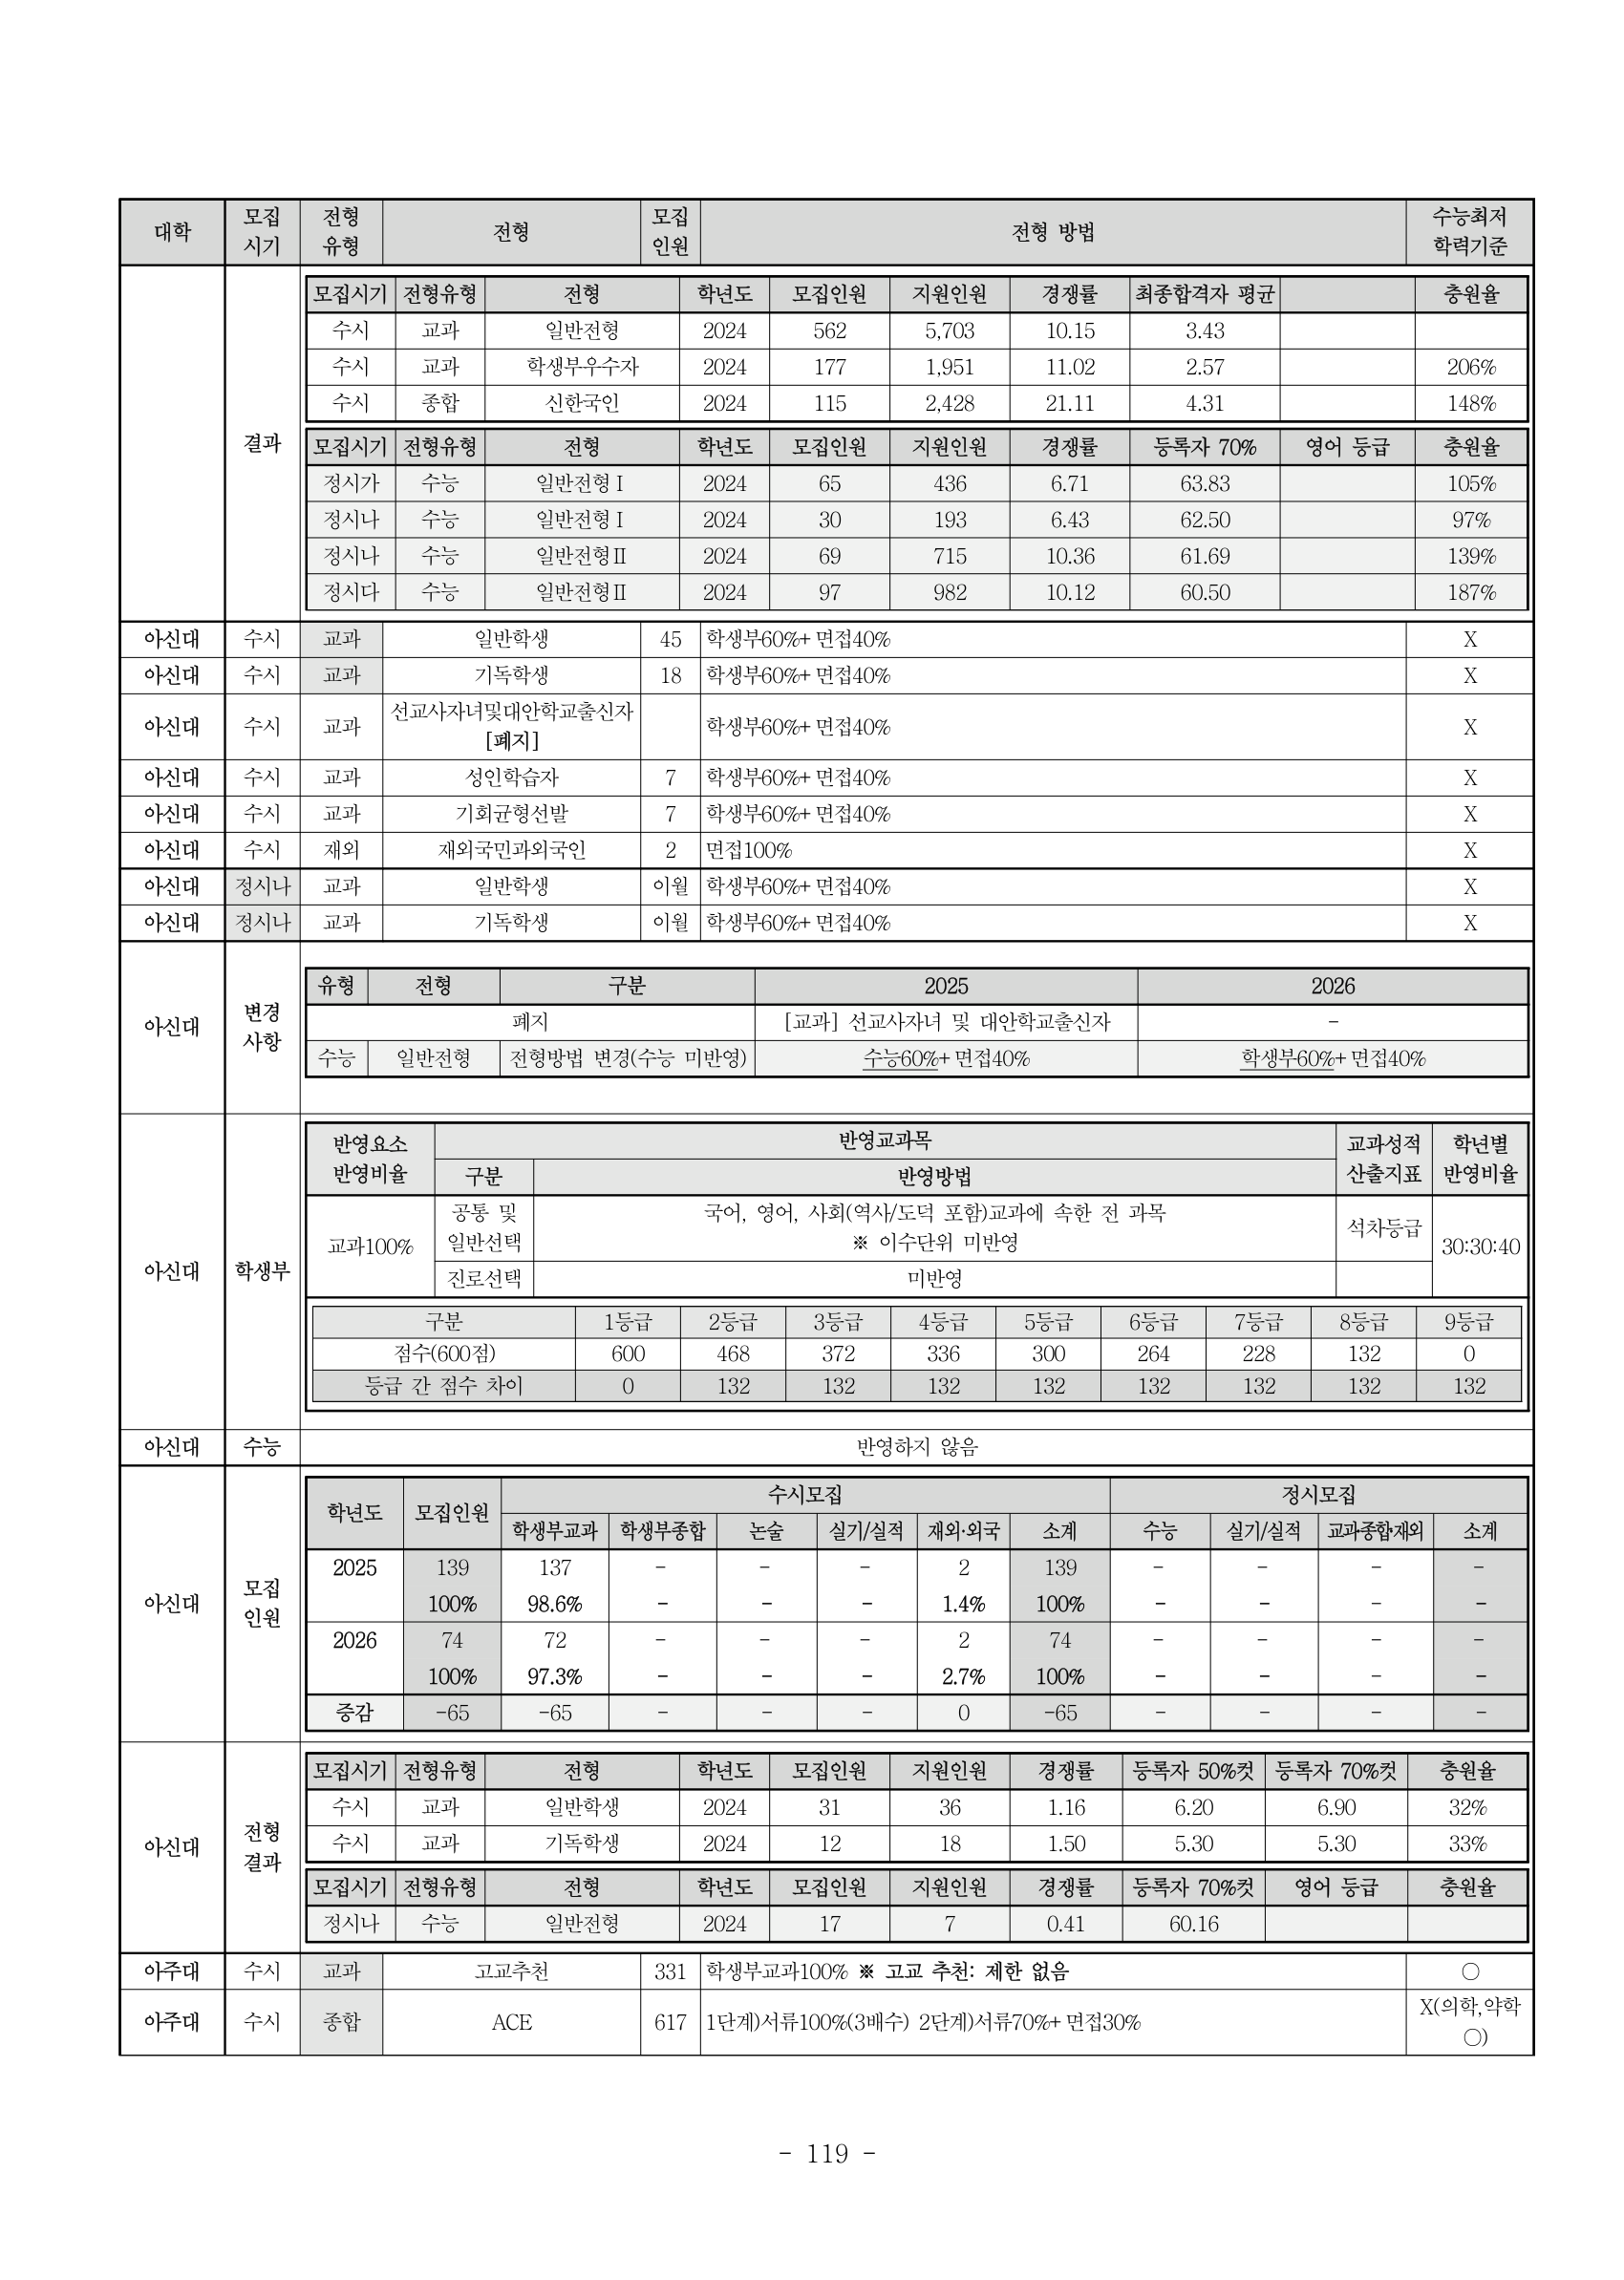 대학 모집시기 전형유형 전형 모집인원 전형 방법 수능최저학력기준
결과
모집시기 전형유형 전형 학년도 모집인원 지원인원 경쟁률 최종합격자 평균 충원율
수시 교과 일반전형 2024 562 5,703 10.15 3.43
수시 교과 학생부우수자 2024 177 1,951 11.02 2.57 206%
수시 종합 신한국인 2024 115 2,428 21.11 4.31 148%
모집시기 전형유형 전형 학년도 모집인원 지원인원 경쟁률 등록자 70% 영어 등급 충원율
정시가 수능 일반전형Ⅰ 2024 65 436 6.71 63.83 105%
정시나 수능 일반전형Ⅰ 2024 30 193 6.43 62.50 97%
정시나 수능 일반전형Ⅱ 2024 69 715 10.36 61.69 139%
정시다 수능 일반전형Ⅱ 2024 97 982 10.12 60.50 187%
아신대 수시 교과 일반학생 45 학생부60%+면접40% X
아신대 수시 교과 기독학생 18 학생부60%+면접40% X
아신대 수시 교과 선교사자녀및대안학교출신자 [폐지] 학생부60%+면접40% X
아신대 수시 교과 성인학습자 7 학생부60%+면접40% X
아신대 수시 교과 기회균형선발 7 학생부60%+면접40% X
아신대 수시 재외 재외국민과외국인 2 면접100% X
아신대 정시나 교과 일반학생 이월 학생부60%+면접40% X
아신대 정시나 교과 기독학생 이월 학생부60%+면접40% X
아신대 변경사항
유형 전형 구분 2025 2026
폐지 [교과] 선교사자녀 및 대안학교출신자 -
수능 일반전형 전형방법 변경(수능 미반영) 수능60%+면접40% 학생부60%+면접40%
아신대 학생부
반영요소 반영비율 반영교과목 교과성적 산출지표 학년별 반영비율
구분 반영방법
교과100% 공통 및 일반선택 국어, 영어, 사회(역사/도덕 포함)교과에 속한 전 과목 석차등급 30:30:40
※ 이수단위 미반영
진로선택 미반영
구분 1등급 2등급 3등급 4등급 5등급 6등급 7등급 8등급 9등급
점수(600점) 600 468 372 336 300 264 228 132 0
등급 간 점수 차이 0 132 132 132 132 132 132 132 132
아신대 수능 반영하지 않음
아신대 모집인원
학년도 모집인원 수시모집 정시모집
학생부교과 학생부종합 논술 실기/실적 재외·외국 소계 수능 실기/실적 교과종합재외 소계
2025 139 137 - - - 2 139 - - - -
100% 98.6% - - - 1.4% 100% - - - -
2026 74 72 - - - 2 74 - - - -
100% 97.3% - - - 2.7% 100% - - - -
증감 -65 -65 - - - 0 -65 - - - -
아신대 전형결과
모집시기 전형유형 전형 학년도 모집인원 지원인원 경쟁률 등록자 50%컷 등록자 70%컷 충원율
수시 교과 일반학생 2024 31 36 1.16 6.20 6.90 32%
수시 교과 기독학생 2024 12 18 1.50 5.30 5.30 33%
모집시기 전형유형 전형 학년도 모집인원 지원인원 경쟁률 등록자 70%컷 영어 등급 충원율
정시나 수능 일반전형 2024 17 7 0.41 60.16
아주대 수시 교과 고교추천 331 학생부교과100% ※ 고교 추천: 제한 없음 ○
아주대 수시 종합 ACE 617 1단계)서류100%(3배수) 2단계)서류70%+면접30% X(의학,약학 ○)
- 119 -